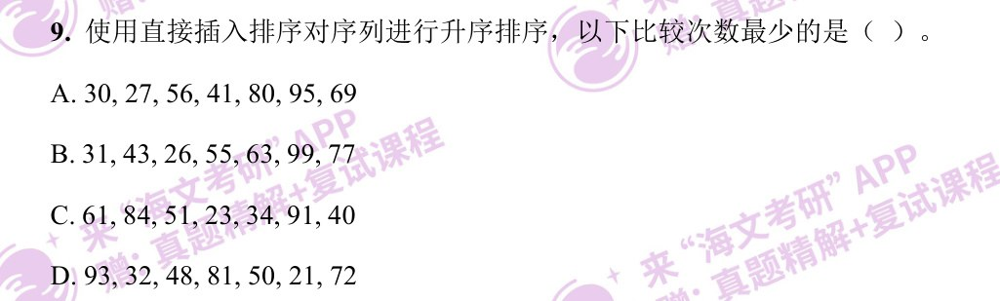 9. 使用直接插入排序对序列进行升序排序，以下比较次数最少的是（ ）。
A. 30, 27, 56, 41, 80, 95, 69
B. 31, 43, 26, 55, 63, 99, 77
C. 61, 84, 51, 23, 34, 91, 40
D. 93, 32, 48, 81, 50, 21, 72
来“海文考研”APP
赠：真题精解+复试课程
来“海文考研”APP
赠：真题精解+复试课程